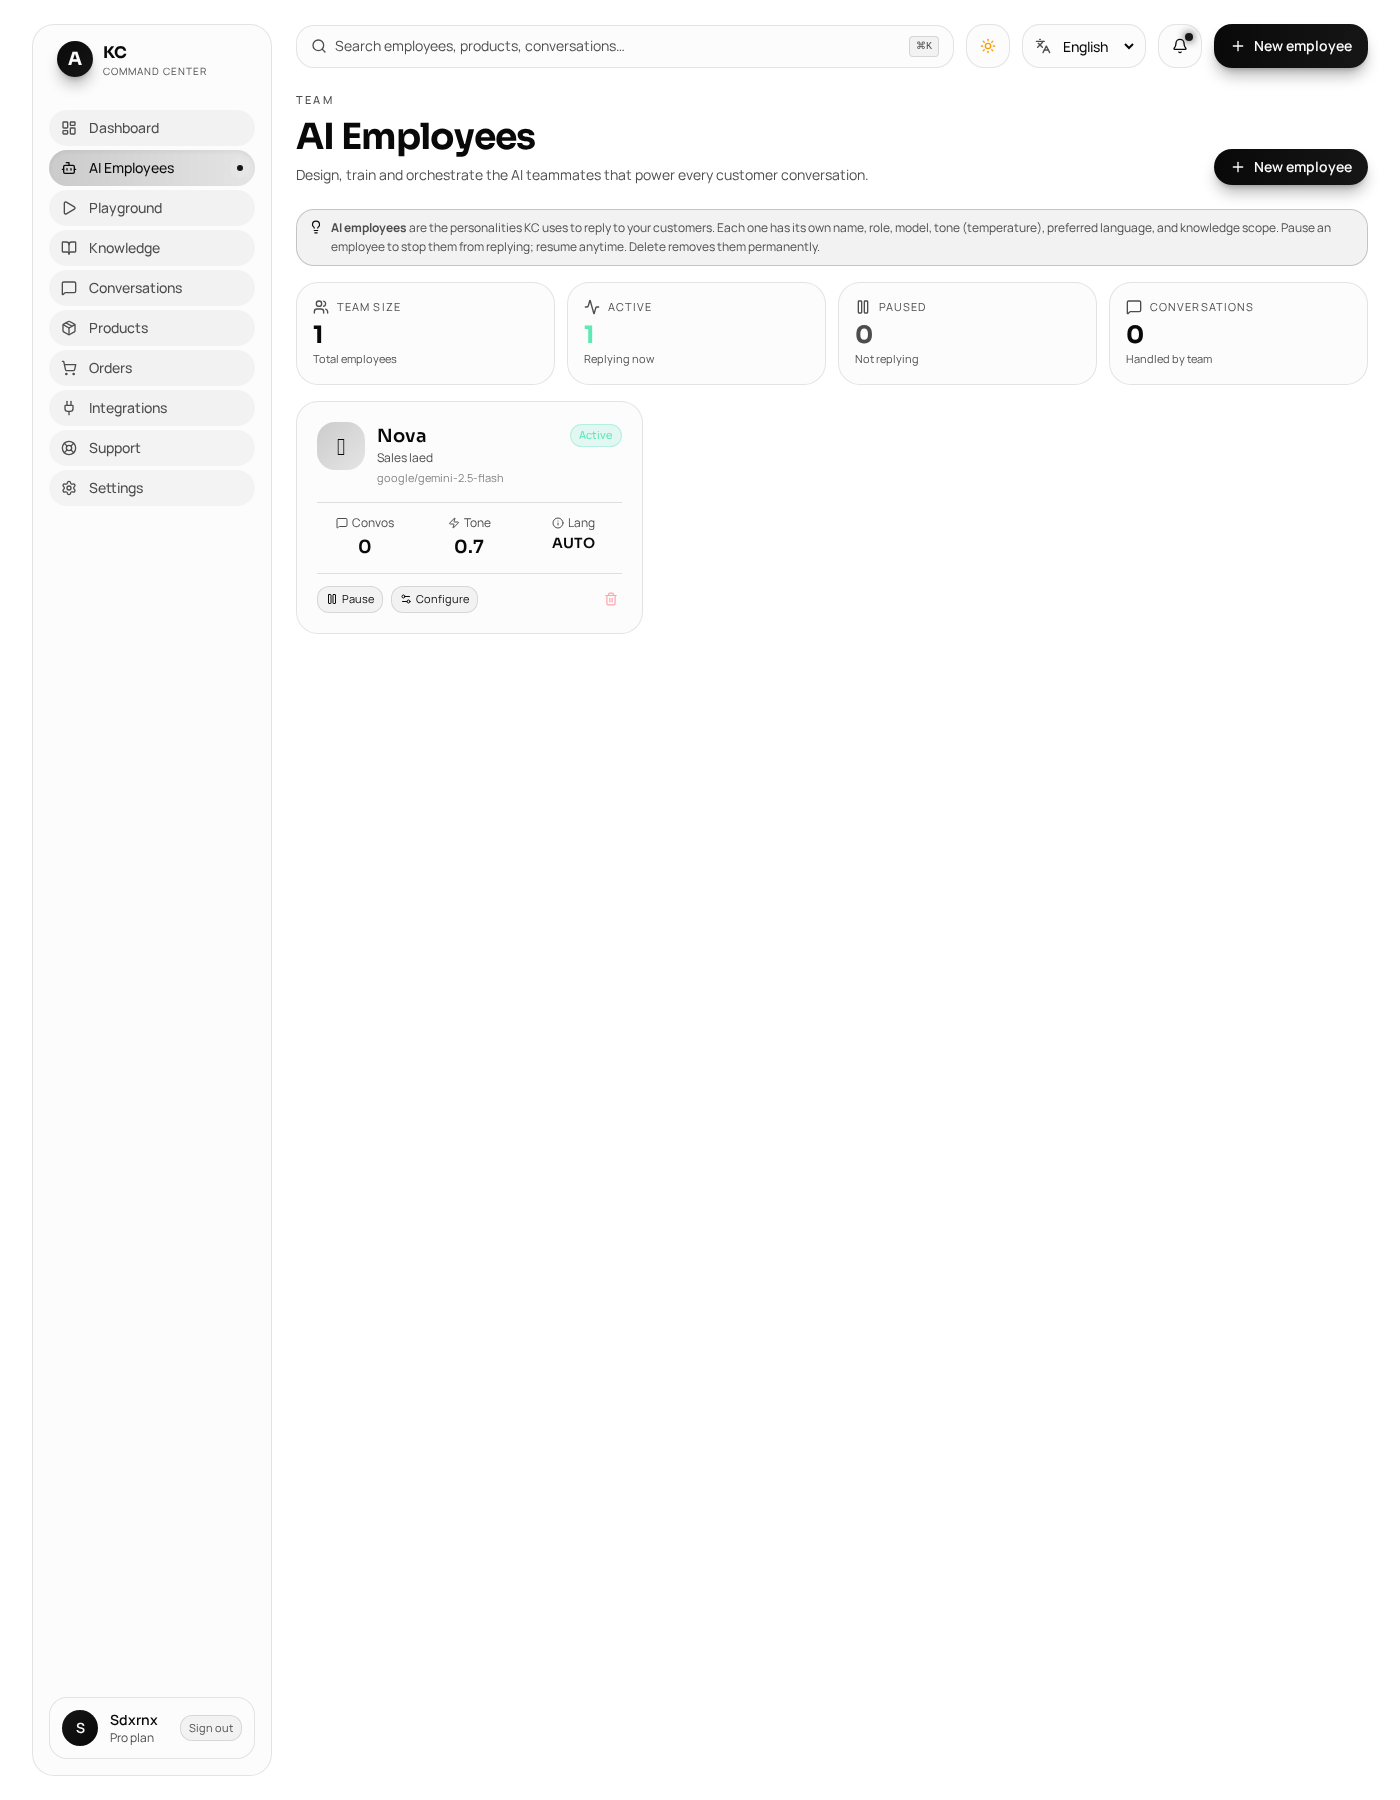 A
KC
COMMAND CENTER
Dashboard
AI Employees
Playground
Knowledge
Conversations
Products
Orders
Integrations
Support
Settings
S
Sdxrnx
Pro plan
Sign out
Search employees, products, conversations...
⌘K
English
New employee
TEAM
AI Employees
Design, train and orchestrate the AI teammates that power every customer conversation.
New employee
AI employees are the personalities KC uses to reply to your customers. Each one has its own name, role, model, tone (temperature), preferred language, and knowledge scope. Pause an
employee to stop them from replying; resume anytime. Delete removes them permanently.
TEAM SIZE
1
Total employees
ACTIVE
1
Replying now
PAUSED
0
Not replying
CONVERSATIONS
0
Handled by team
Nova
Active
Sales laed
google/gemini-2.5-flash
Convos
0
Tone
0.7
Lang
AUTO
Pause
Configure